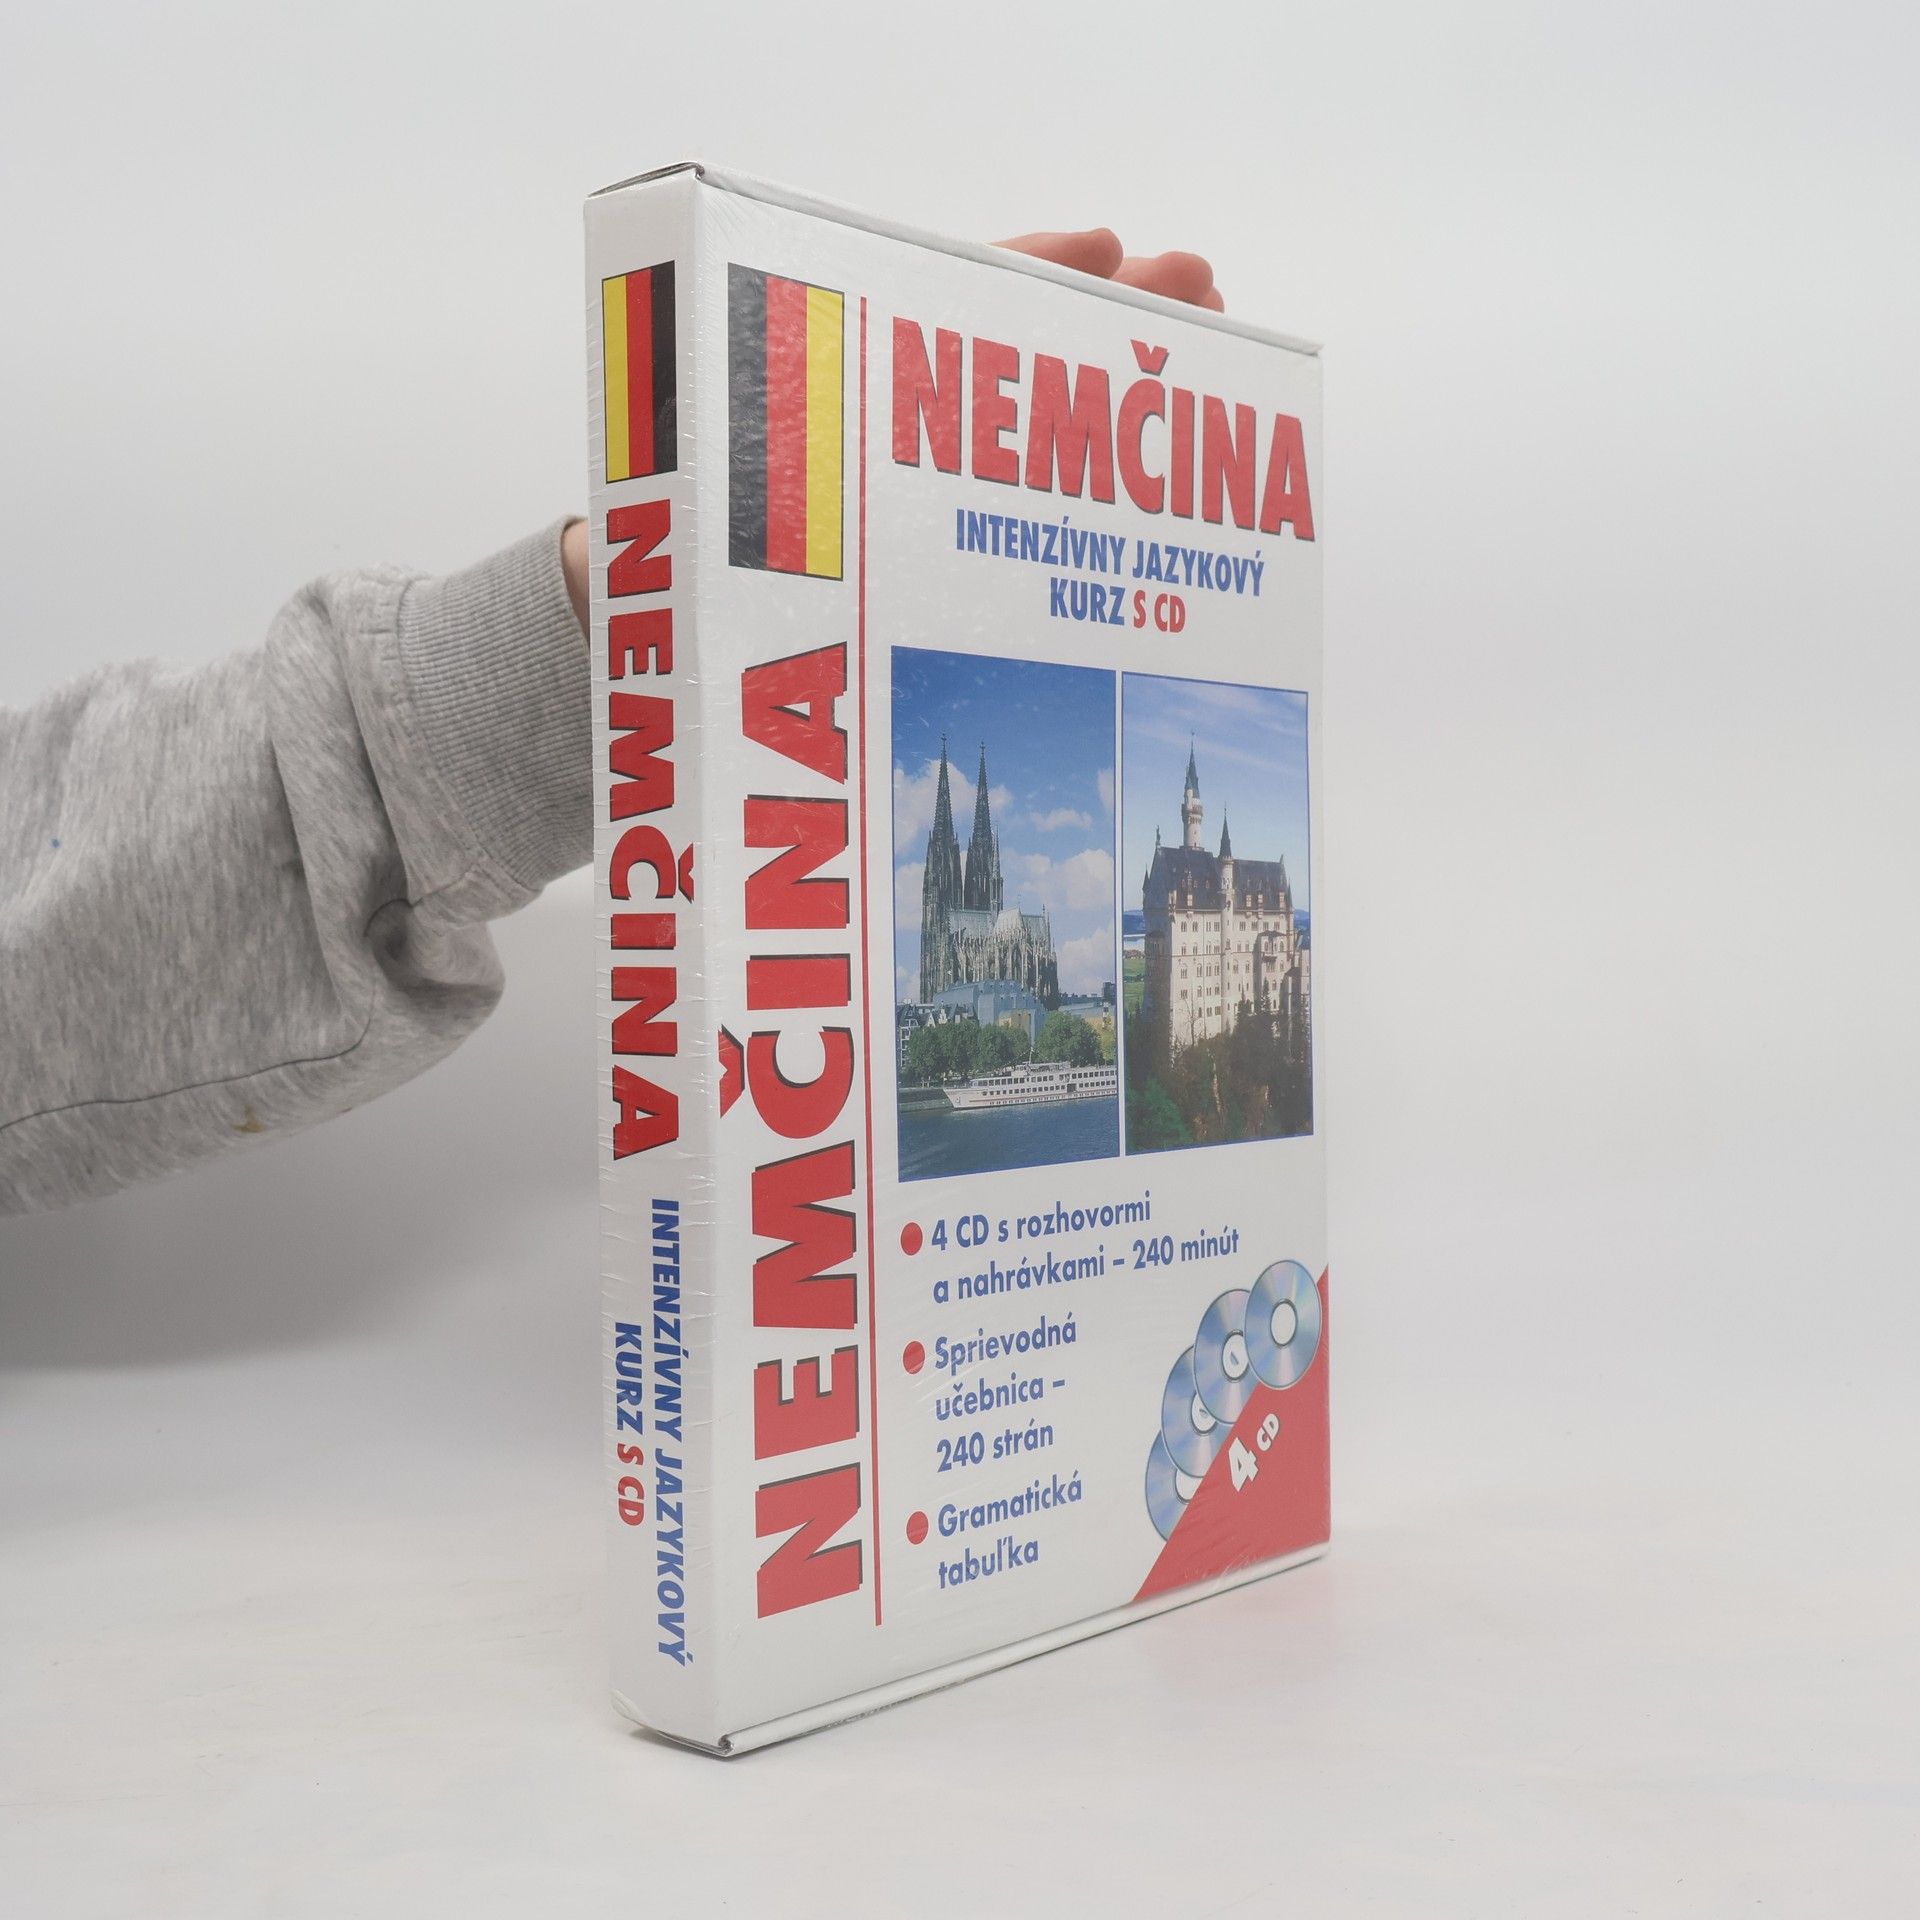 NEMČINA
INTENZÍVNY JAZYKOVÝ
KURZ S CD
NEMČINA
NEMČINA
INTENZÍVNY JAZYKOVÝ
KURZ S CD
4 CD s rozhovormi
a nahrávkami – 240 minút
Sprievodná
učebnica –
240 strán
Gramatická
tabuľka
4 CD